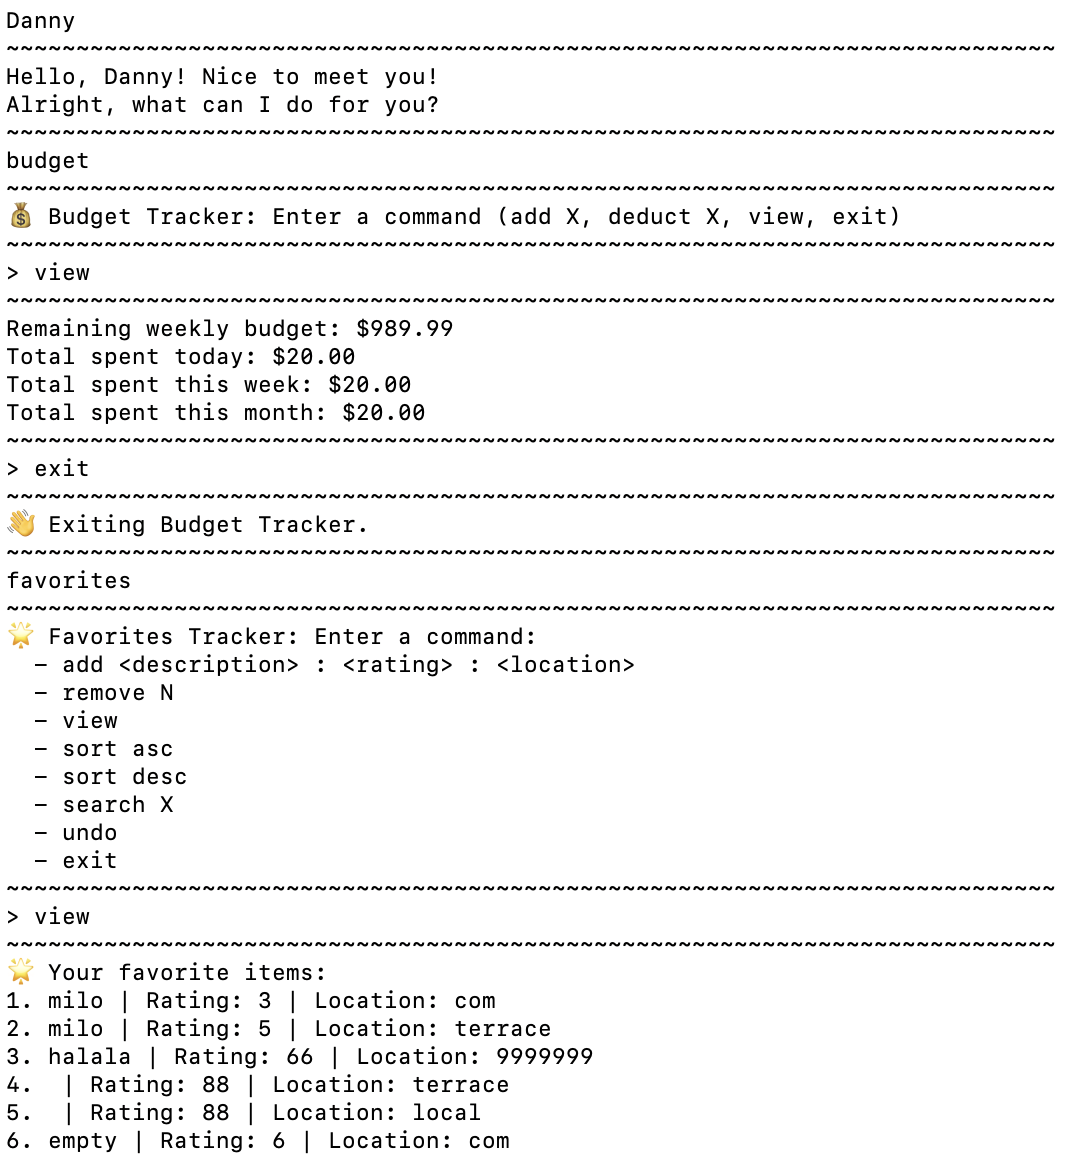 Danny
~~~~~~~~~~~~~~~~~~~~~~~~~~~~~~~~~~~~~~~~~~~~~~~~~~~~~~~~~~~~~~~~~~~~~~~~~~~
Hello, Danny! Nice to meet you!
Alright, what can I do for you?
~~~~~~~~~~~~~~~~~~~~~~~~~~~~~~~~~~~~~~~~~~~~~~~~~~~~~~~~~~~~~~~~~~~~~~~~~~~
budget
~~~~~~~~~~~~~~~~~~~~~~~~~~~~~~~~~~~~~~~~~~~~~~~~~~~~~~~~~~~~~~~~~~~~~~~~~~~
💰 Budget Tracker: Enter a command (add X, deduct X, view, exit)
~~~~~~~~~~~~~~~~~~~~~~~~~~~~~~~~~~~~~~~~~~~~~~~~~~~~~~~~~~~~~~~~~~~~~~~~~~~
> view
~~~~~~~~~~~~~~~~~~~~~~~~~~~~~~~~~~~~~~~~~~~~~~~~~~~~~~~~~~~~~~~~~~~~~~~~~~~
Remaining weekly budget: $989.99
Total spent today: $20.00
Total spent this week: $20.00
Total spent this month: $20.00
~~~~~~~~~~~~~~~~~~~~~~~~~~~~~~~~~~~~~~~~~~~~~~~~~~~~~~~~~~~~~~~~~~~~~~~~~~~
> exit
~~~~~~~~~~~~~~~~~~~~~~~~~~~~~~~~~~~~~~~~~~~~~~~~~~~~~~~~~~~~~~~~~~~~~~~~~~~
👋 Exiting Budget Tracker.
~~~~~~~~~~~~~~~~~~~~~~~~~~~~~~~~~~~~~~~~~~~~~~~~~~~~~~~~~~~~~~~~~~~~~~~~~~~
favorites
~~~~~~~~~~~~~~~~~~~~~~~~~~~~~~~~~~~~~~~~~~~~~~~~~~~~~~~~~~~~~~~~~~~~~~~~~~~
🌟 Favorites Tracker: Enter a command:
  - add <description> : <rating> : <location>
  - remove N
  - view
  - sort asc
  - sort desc
  - search X
  - undo
  - exit
~~~~~~~~~~~~~~~~~~~~~~~~~~~~~~~~~~~~~~~~~~~~~~~~~~~~~~~~~~~~~~~~~~~~~~~~~~~
> view
~~~~~~~~~~~~~~~~~~~~~~~~~~~~~~~~~~~~~~~~~~~~~~~~~~~~~~~~~~~~~~~~~~~~~~~~~~~
🌟 Your favorite items:
1. milo | Rating: 3 | Location: com
2. milo | Rating: 5 | Location: terrace
3. halala | Rating: 66 | Location: 9999999
4.  | Rating: 88 | Location: terrace
5.  | Rating: 88 | Location: local
6. empty | Rating: 6 | Location: com